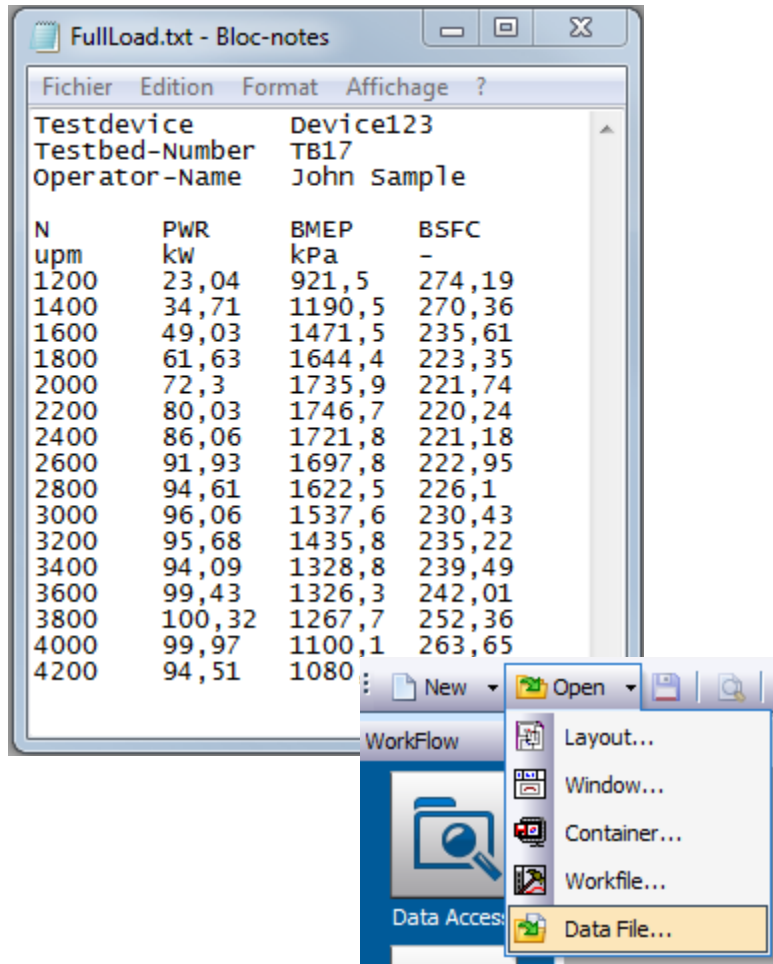 FullLoad.txt - Bloc-notes
Fichier Edition Format Affichage ?
Testdevice Device123
Testbed-Number TB17
Operator-Name John Sample
N PWR BMEP BSFC
upm kW kPa -
1200 23,04 921,5 274,19
1400 34,71 1190,5 270,36
1600 49,03 1471,5 235,61
1800 61,63 1644,4 223,35
2000 72,3 1735,9 221,74
2200 80,03 1746,7 220,24
2400 86,06 1721,8 221,18
2600 91,93 1697,8 222,95
2800 94,61 1622,5 226,1
3000 96,06 1537,6 230,43
3200 95,68 1435,8 235,22
3400 94,09 1328,8 239,49
3600 99,43 1326,3 242,01
3800 100,32 1267,7 252,36
4000 99,97 1100,1 263,65
4200 94,51 1080
New Open
WorkFlow
Layout...
Window...
Container...
Workfile...
Data Acces
Data File...